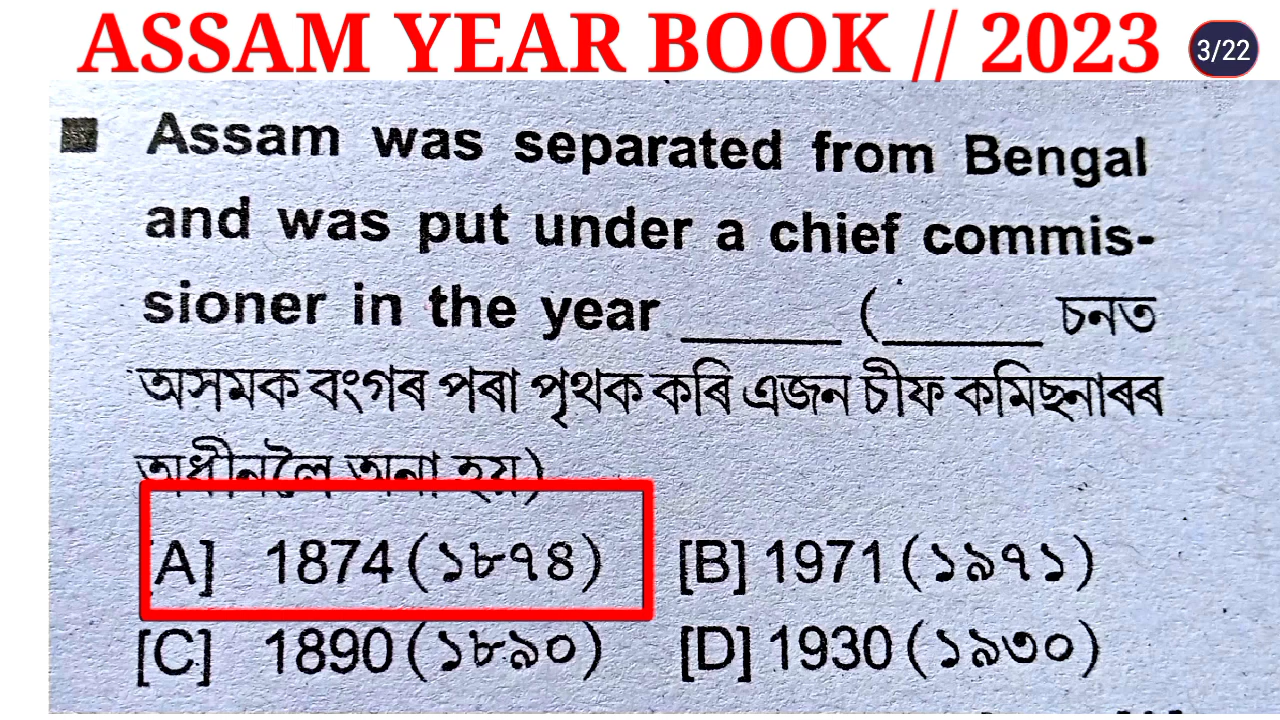 ASSAM YEAR BOOK // 2023 3/22
Assam was separated from Bengal
and was put under a chief commis-
sioner in the year ______ (______ চনত
অসমক বংগৰ পৰা পৃথক কৰি এজন চীফ কমিছনাৰৰ
অধীনলৈ অনা হয়)
[A] 1874 (১৮৭৪) [B] 1971 (১৯৭১)
[C] 1890 (১৮৯০) [D] 1930 (১৯৩০)